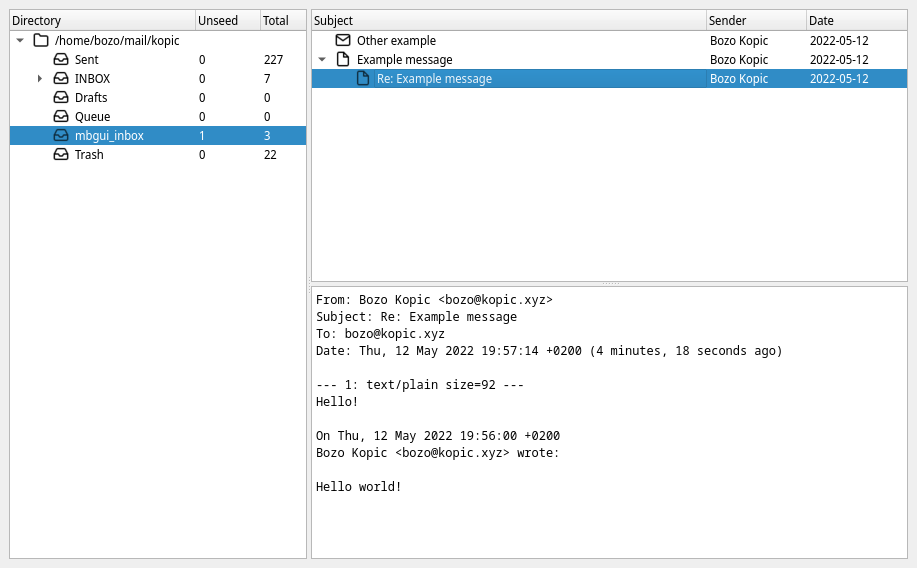 Directory Unseed Total
/home/bozo/mail/kopic
Sent 0 227
INBOX 0 7
Drafts 0 0
Queue 0 0
mbgui_inbox 1 3
Trash 0 22
Subject Sender Date
Other example Bozo Kopic 2022-05-12
Example message Bozo Kopic 2022-05-12
Re: Example message Bozo Kopic 2022-05-12
From: Bozo Kopic <bozo@kopic.xyz>
Subject: Re: Example message
To: bozo@kopic.xyz
Date: Thu, 12 May 2022 19:57:14 +0200 (4 minutes, 18 seconds ago)
--- 1: text/plain size=92 ---
Hello!
On Thu, 12 May 2022 19:56:00 +0200
Bozo Kopic <bozo@kopic.xyz> wrote:
Hello world!